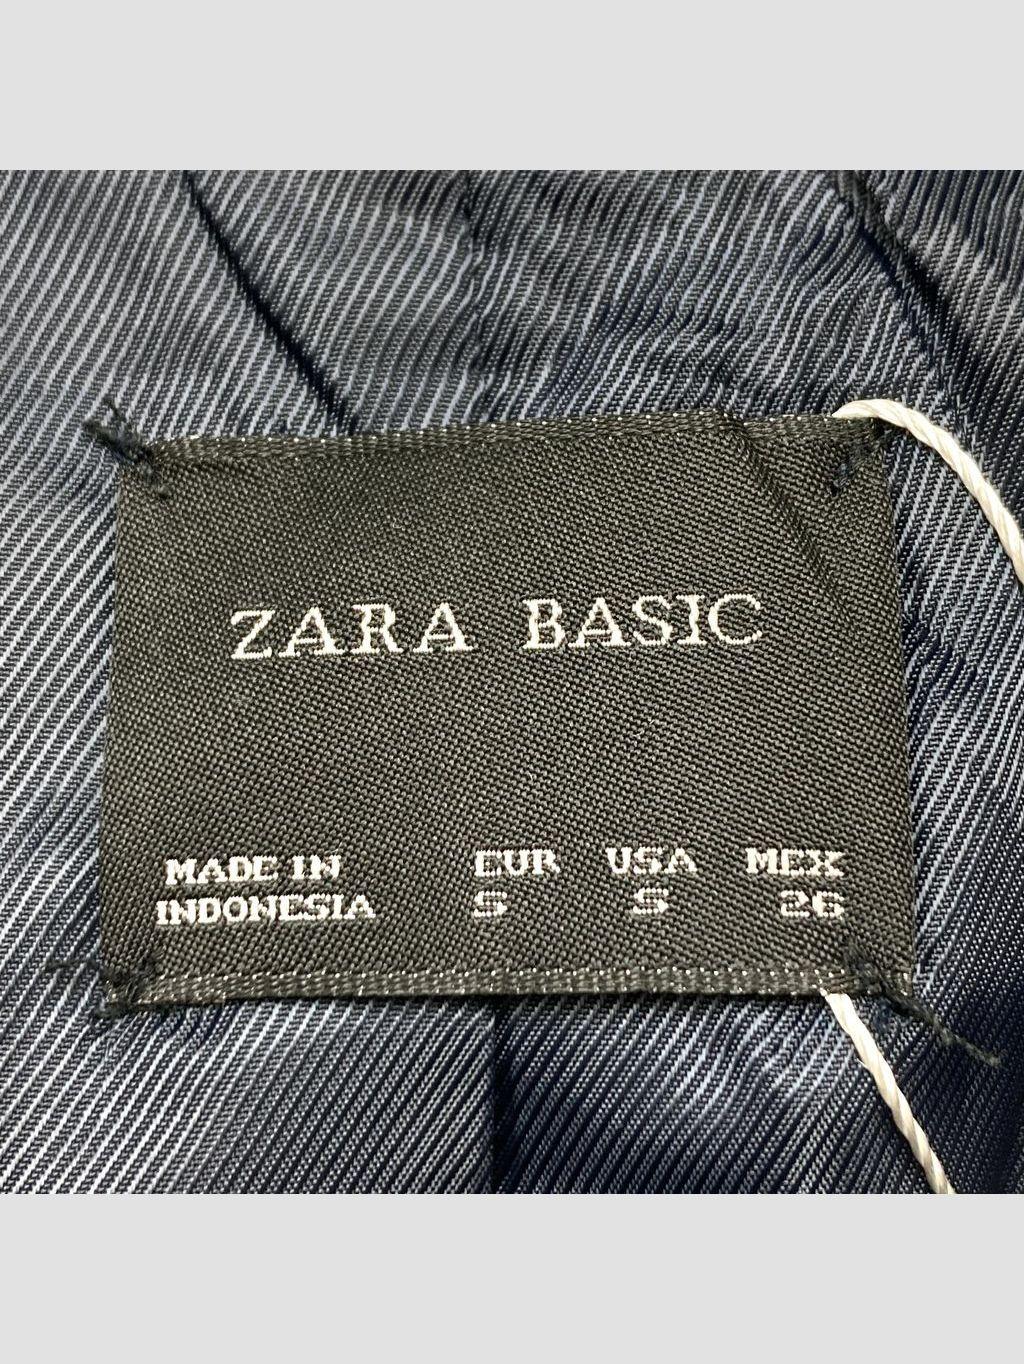 ZARA BASIC
MADE IN EUR USA MEX
INDONESIA S S 26